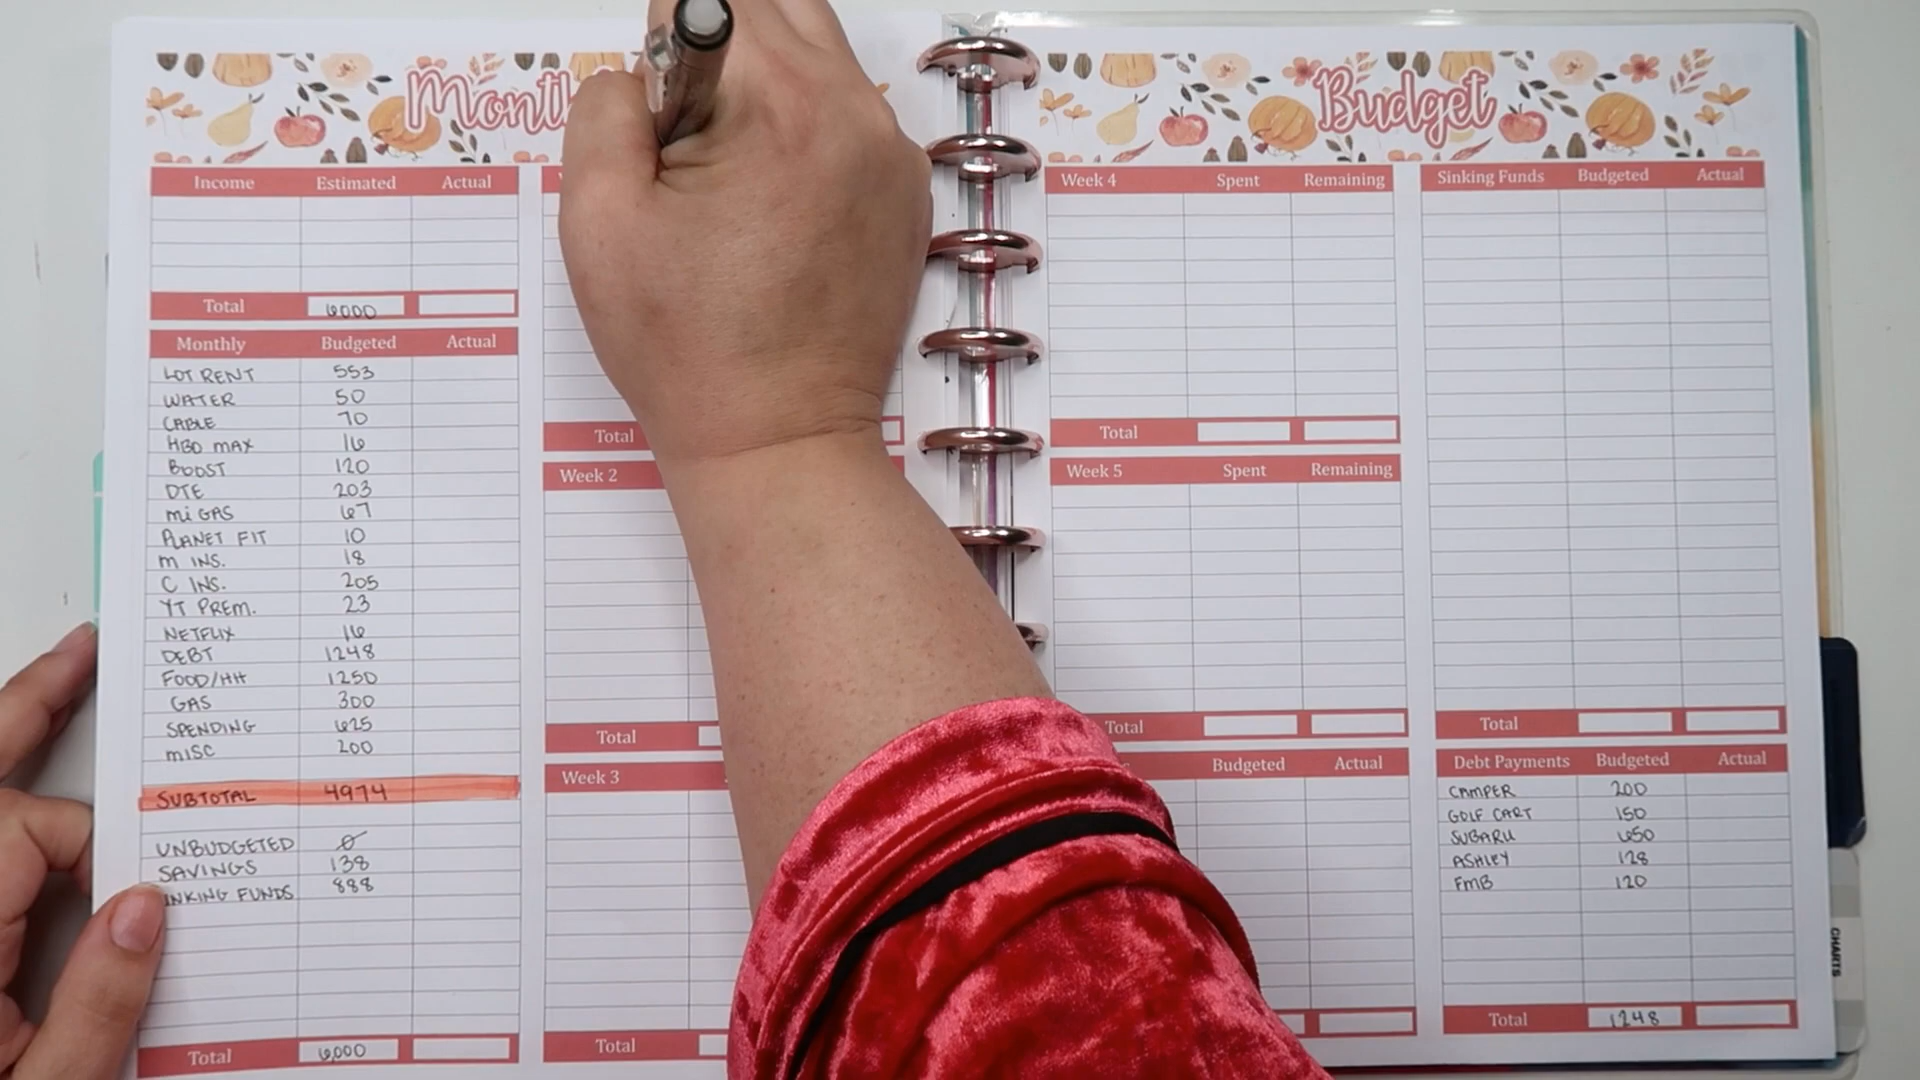 Month
Budget
Income Estimated Actual
Total 6000
Monthly Budgeted Actual
LOT RENT 553
WATER 50
CABLE 70
HBO MAX 16
BOOST 120
DTE 203
Mi GAS 67
PLANET FIT 10
M INS. 18
C INS. 205
YT PREM. 23
NETFLIX 16
DEBT 1248
FOOD/HH 1250
GAS 300
SPENDING 625
MISC 200
SUBTOTAL 4974
UNBUDGETED 0
SAVINGS 138
INKING FUNDS 888
Total 6,000
Total
Week 2
Total
Week 3
Total
Week 4 Spent Remaining
Total
Week 5 Spent Remaining
Total
Budgeted Actual
Sinking Funds Budgeted Actual
Total
Debt Payments Budgeted Actual
CAMPER 200
GOLF CART 150
SUBARU 650
ASHLEY 128
FMB 120
Total 1248
CHARTS